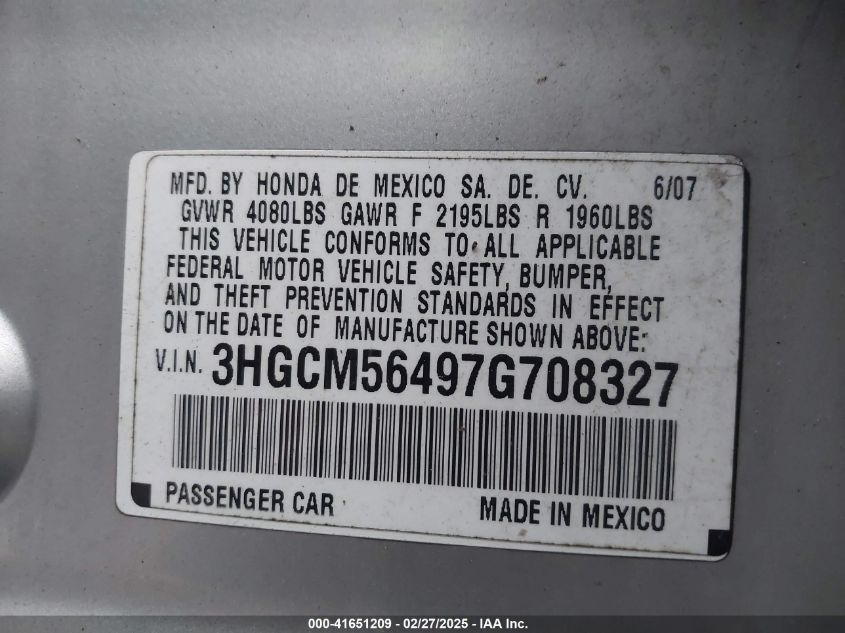 MFD. BY HONDA DE MEXICO SA. DE. CV. 6/07
GVWR 4080LBS GAWR F 2195LBS R 1960LBS
THIS VEHICLE CONFORMS TO ALL APPLICABLE
FEDERAL MOTOR VEHICLE SAFETY, BUMPER,
AND THEFT PREVENTION STANDARDS IN EFFECT
ON THE DATE OF MANUFACTURE SHOWN ABOVE:
V.I.N. 3HGCM56497G708327
PASSENGER CAR MADE IN MEXICO
000-41651209 - 02/27/2025 - IAA Inc.